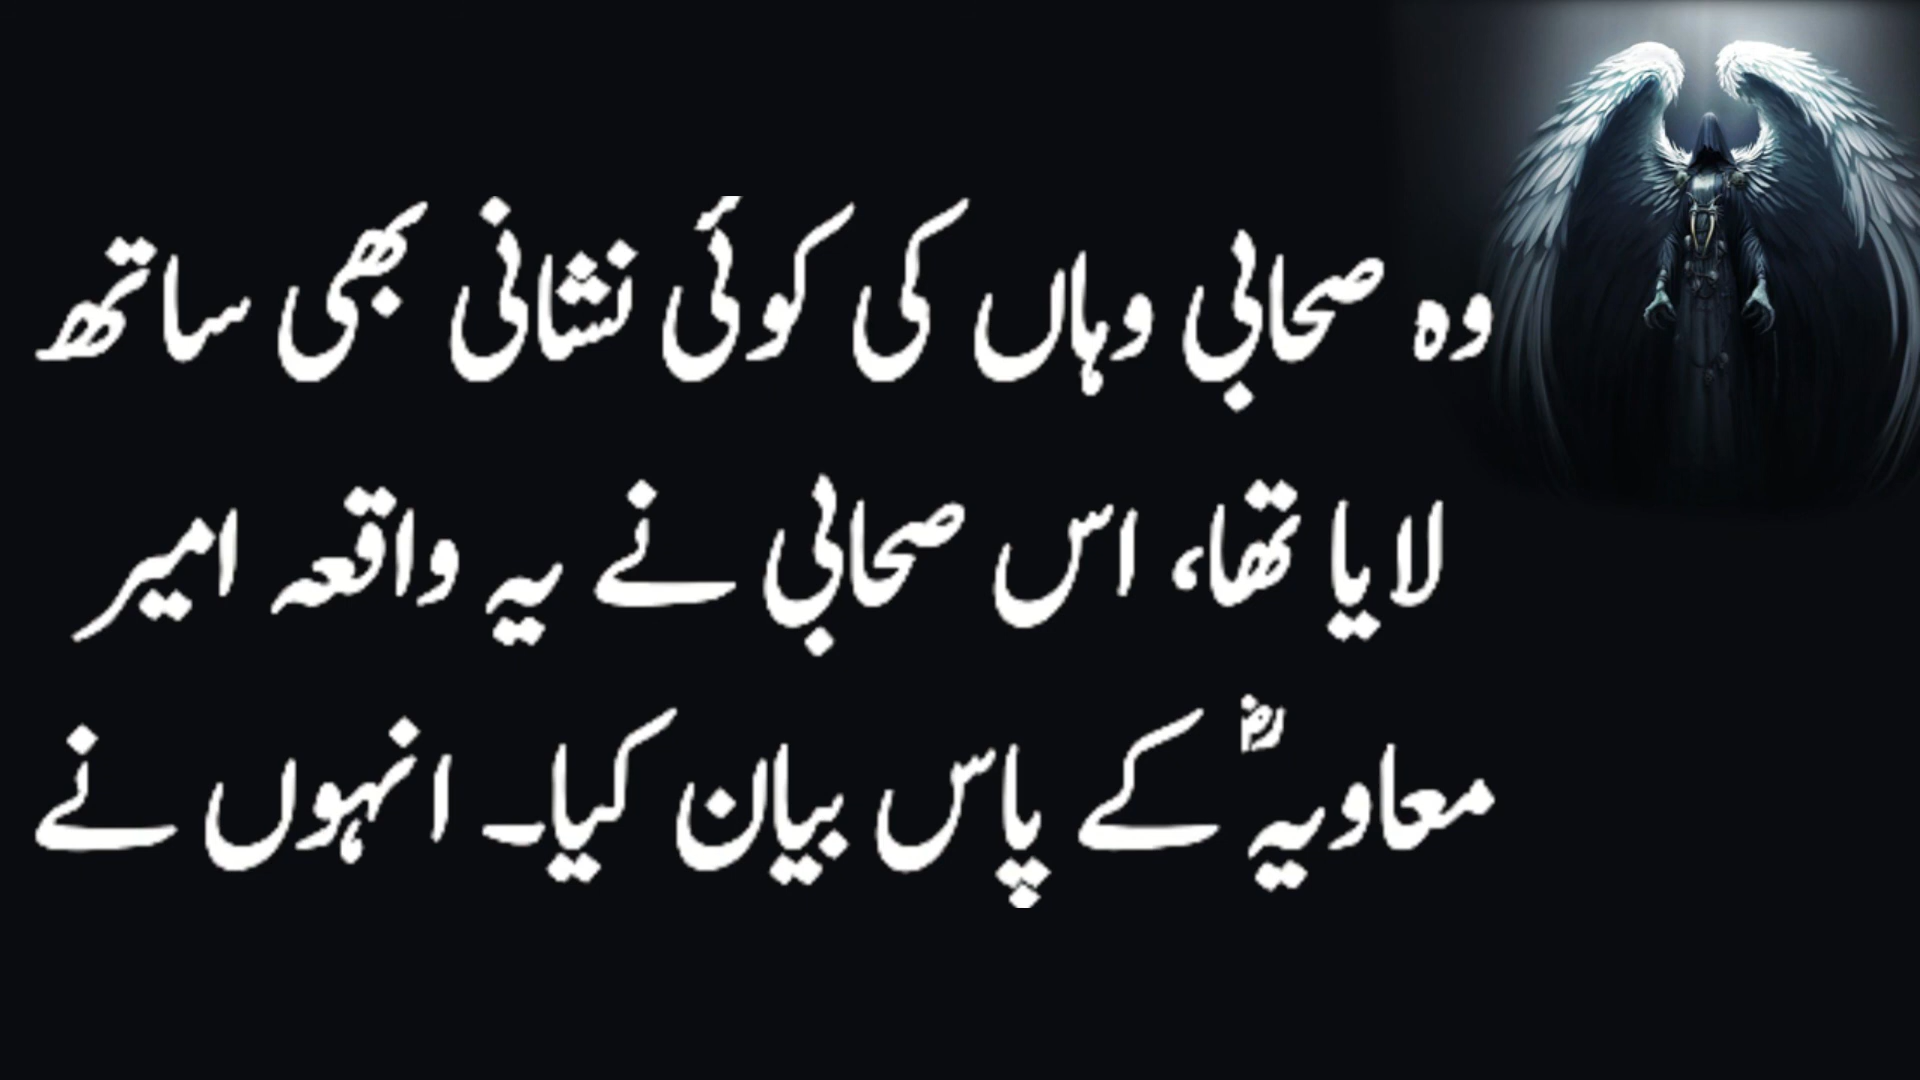 وہ صحابی وہاں کی کوئی نشانی بھی ساتھ
لایا تھا، اس صحابی نے یہ واقعہ امیر
معاویہؓ کے پاس بیان کیا۔ انہوں نے